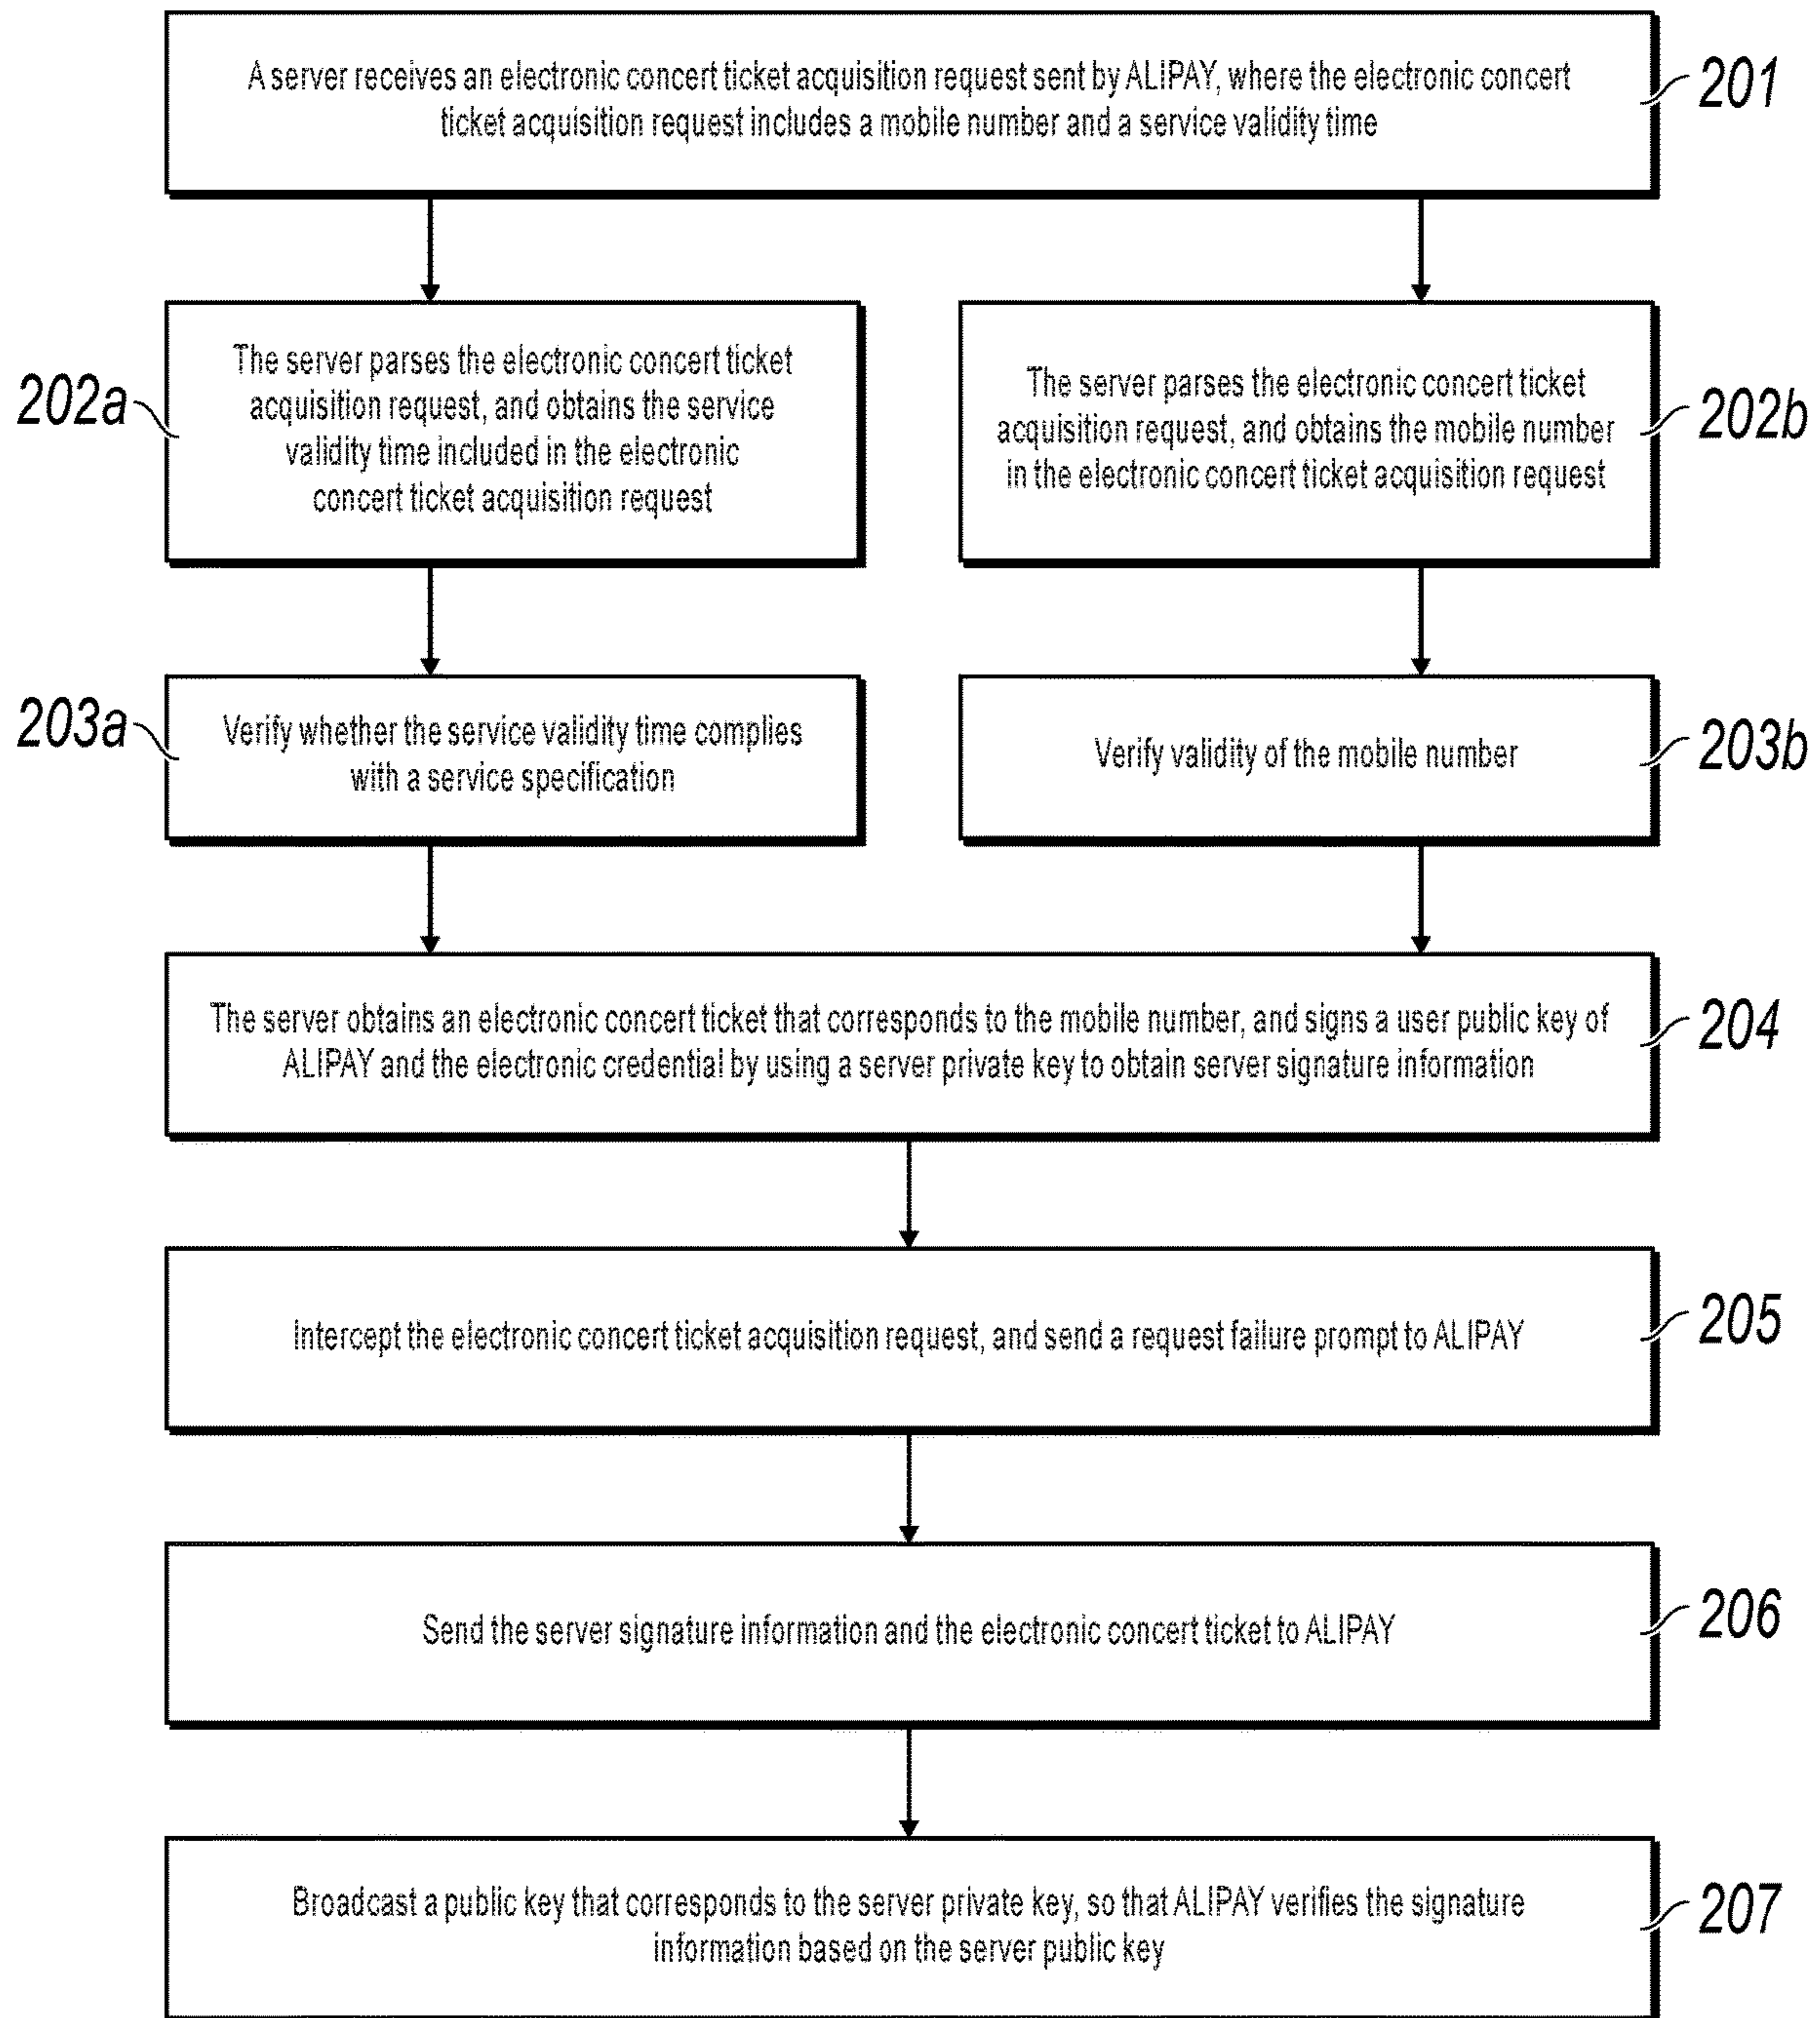 A server receives an electronic concert ticket acquisition request sent by ALIPAY, where the electronic concert
ticket acquisition request includes a mobile number and a service validity time
201
The server parses the electronic concert ticket
acquisition request, and obtains the service
validity time included in the electronic
concert ticket acquisition request
202a
The server parses the electronic concert ticket
acquisition request, and obtains the mobile number
in the electronic concert ticket acquisition request
202b
Verify whether the service validity time complies
with a service specification
203a
Verify validity of the mobile number
203b
The server obtains an electronic concert ticket that corresponds to the mobile number, and signs a user public key of
ALIPAY and the electronic credential by using a server private key to obtain server signature information
204
Intercept the electronic concert ticket acquisition request, and send a request failure prompt to ALIPAY
205
Send the server signature information and the electronic concert ticket to ALIPAY
206
Broadcast a public key that corresponds to the server private key, so that ALIPAY verifies the signature
information based on the server public key
207